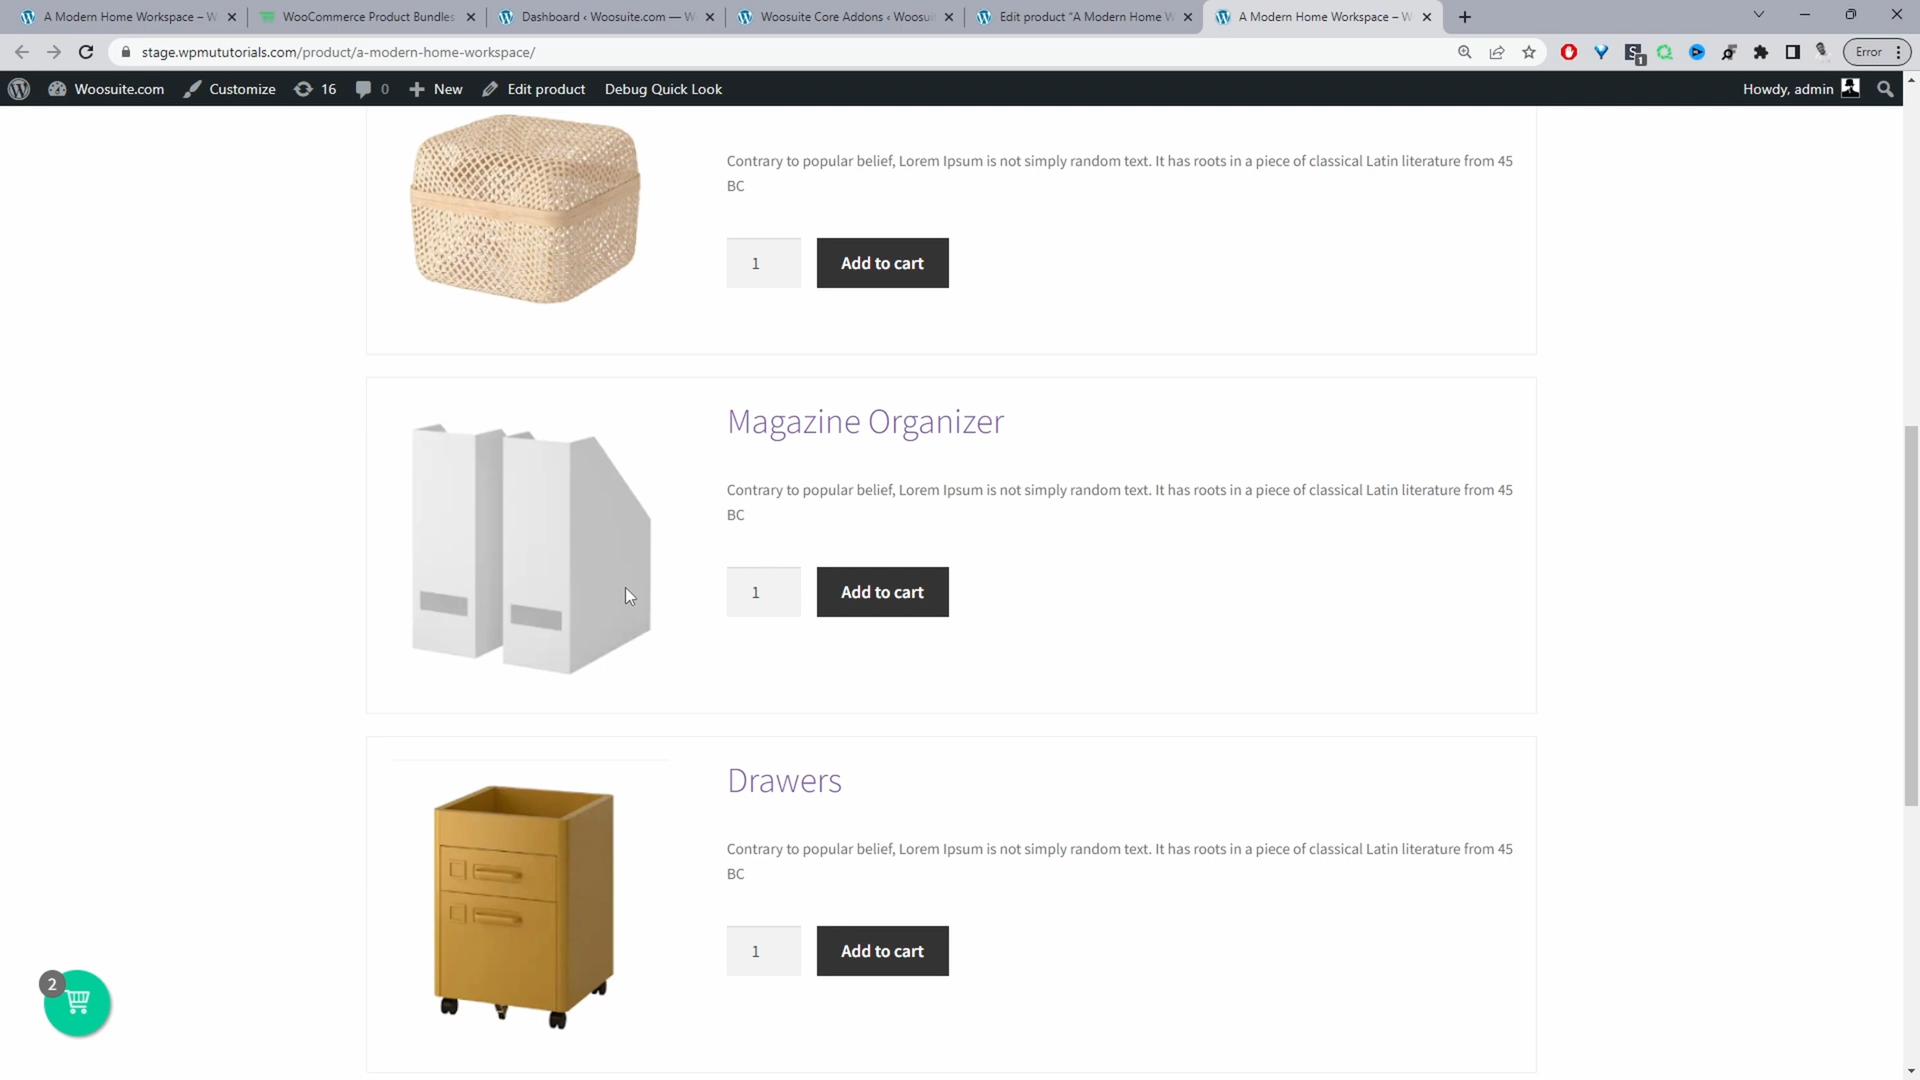 A Modern Home Workspace – W
WooCommerce Product Bundles
Dashboard ‹ Woosuite.com — W
Woosuite Core Addons ‹ Woosui
Edit product "A Modern Home W
A Modern Home Workspace – W
stage.wpmututorials.com/product/a-modern-home-workspace/
1
Error
Woosuite.com
Customize
16
0
New
Edit product
Debug Quick Look
Howdy, admin
Contrary to popular belief, Lorem Ipsum is not simply random text. It has roots in a piece of classical Latin literature from 45
BC
1
Add to cart
Magazine Organizer
Contrary to popular belief, Lorem Ipsum is not simply random text. It has roots in a piece of classical Latin literature from 45
BC
1
Add to cart
Drawers
Contrary to popular belief, Lorem Ipsum is not simply random text. It has roots in a piece of classical Latin literature from 45
BC
1
Add to cart
2